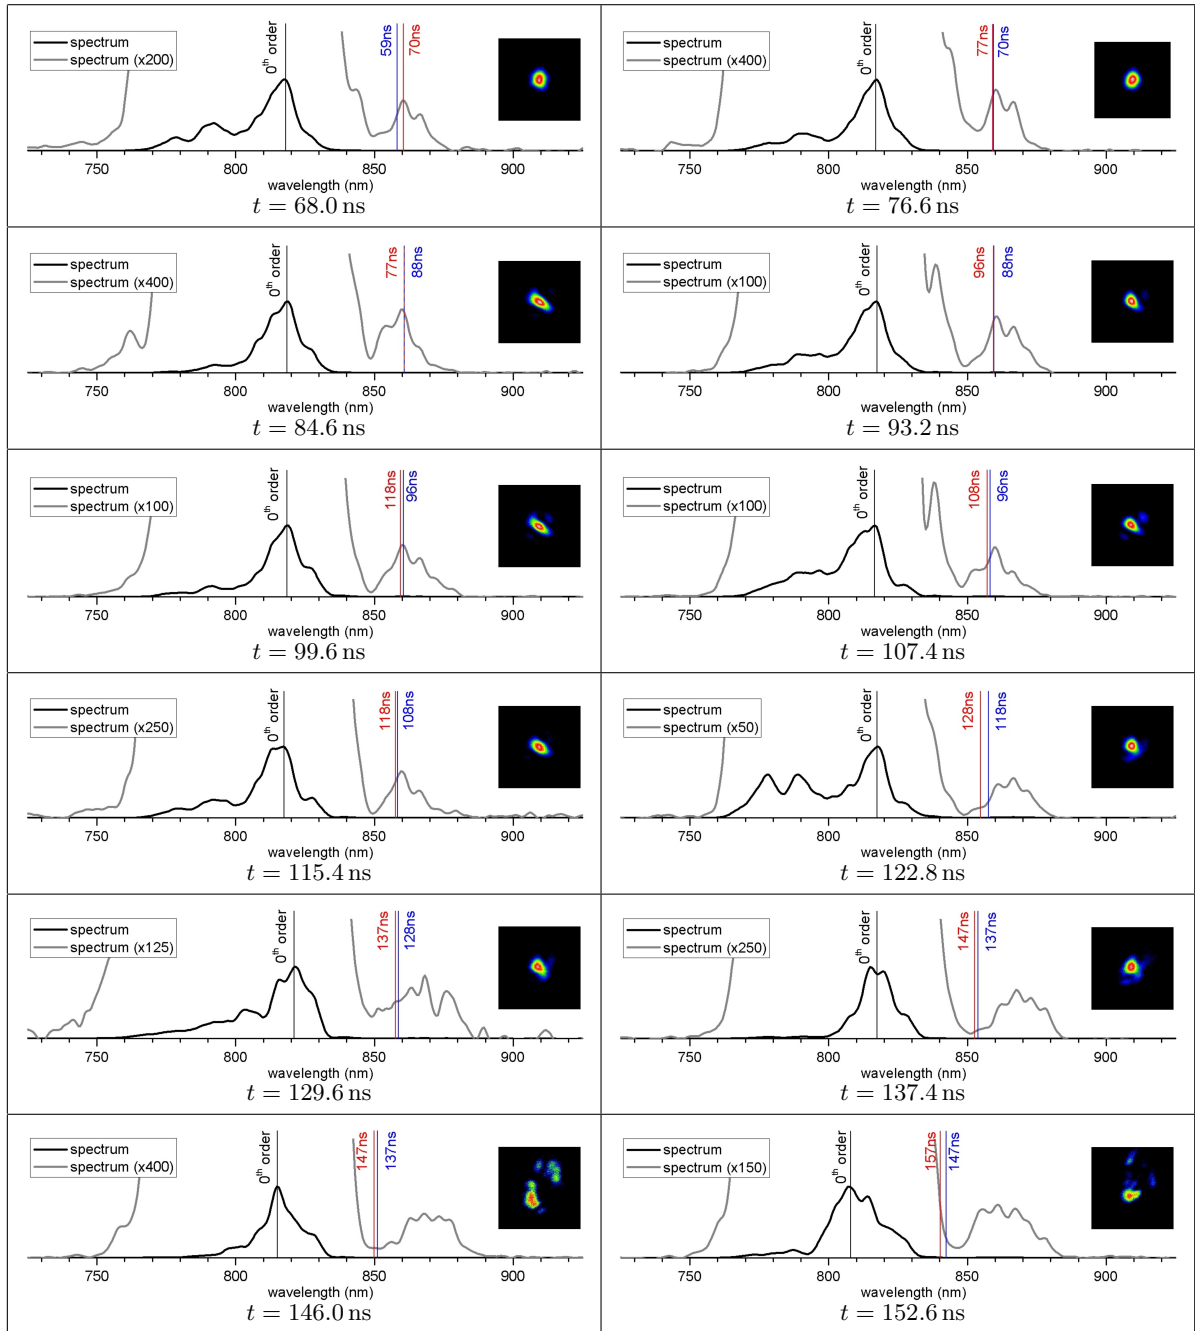 spectrum
spectrum (x200)
0th order
59ns
70ns
750 800 850 900
wavelength (nm)
t = 68.0 ns
spectrum
spectrum (x400)
0th order
77ns
70ns
750 800 850 900
wavelength (nm)
t = 76.6 ns
spectrum
spectrum (x400)
0th order
77ns
88ns
750 800 850 900
wavelength (nm)
t = 84.6 ns
spectrum
spectrum (x100)
0th order
96ns
88ns
750 800 850 900
wavelength (nm)
t = 93.2 ns
spectrum
spectrum (x100)
0th order
118ns
96ns
750 800 850 900
wavelength (nm)
t = 99.6 ns
spectrum
spectrum (x100)
0th order
108ns
96ns
750 800 850 900
wavelength (nm)
t = 107.4 ns
spectrum
spectrum (x250)
0th order
118ns
108ns
750 800 850 900
wavelength (nm)
t = 115.4 ns
spectrum
spectrum (x50)
0th order
128ns
118ns
750 800 850 900
wavelength (nm)
t = 122.8 ns
spectrum
spectrum (x125)
0th order
137ns
128ns
750 800 850 900
wavelength (nm)
t = 129.6 ns
spectrum
spectrum (x250)
0th order
147ns
137ns
750 800 850 900
wavelength (nm)
t = 137.4 ns
spectrum
spectrum (x400)
0th order
147ns
137ns
750 800 850 900
wavelength (nm)
t = 146.0 ns
spectrum
spectrum (x150)
0th order
157ns
147ns
750 800 850 900
wavelength (nm)
t = 152.6 ns